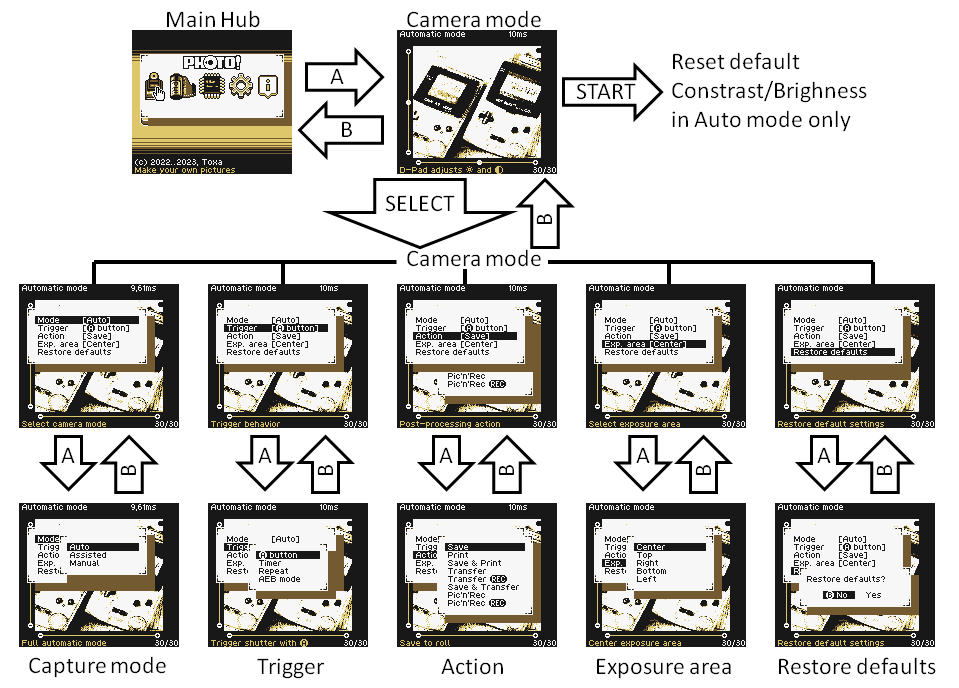 Main Hub
Camera mode
PHOTO!
(c) 2022..2023, Toxa
Make your own pictures
A
B
Automatic mode 10ms
D-Pad adjusts and
30/30
START
Reset default
Constrast/Brighness
in Auto mode only
SELECT
B
Camera mode
Automatic mode 9,61ms
Mode [Auto]
Trigger [A button]
Action [Save]
Exp. area [Center]
Restore defaults
Select camera mode 30/30
Automatic mode 10ms
Mode [Auto]
Trigger [A button]
Action [Save]
Exp. area [Center]
Restore defaults
Trigger behavior 30/30
Automatic mode 10ms
Mode [Auto]
Trigger [A button]
Action [Save]
Exp. area [Center]
Restore defaults
Pic'n'Rec
Pic'n'Rec REC
Post-processing action 30/30
Automatic mode 10ms
Mode [Auto]
Trigger [A button]
Action [Save]
Exp. area [Center]
Restore defaults
Select exposure area 30/30
Automatic mode 10ms
Mode [Auto]
Trigger [A button]
Action [Save]
Exp. area [Center]
Restore defaults
Restore default settings 30/30
A B
A B
A B
A B
A B
Automatic mode 9,61ms
Mode
Trigg
Actio
Exp.
Resto
Auto
Assisted
Manual
Full automatic mode 30/30
Automatic mode 10ms
Mode [Auto]
Trigg
Actio
Exp.
Resto
A button
Timer
Repeat
AEB mode
Trigger shutter with A 30/30
Automatic mode 10ms
Mode [Auto]
Trigg
Actio
Exp.
Resto
Save
Print
Save & Print
Transfer
Transfer REC
Save & Transfer
Pic'n'Rec
Pic'n'Rec REC
Save to roll 30/30
Automatic mode 10ms
Mode [Auto]
Trigg
Actio
Exp.
Resto
Center
Top
Right
Bottom
Left
Center exposure area 30/30
Automatic mode 10ms
Mode [Auto]
Trigger [A button]
Action [Save]
Exp. area [Center]
Restore defaults?
B No Yes
Restore default settings 30/30
Capture mode
Trigger
Action
Exposure area
Restore defaults